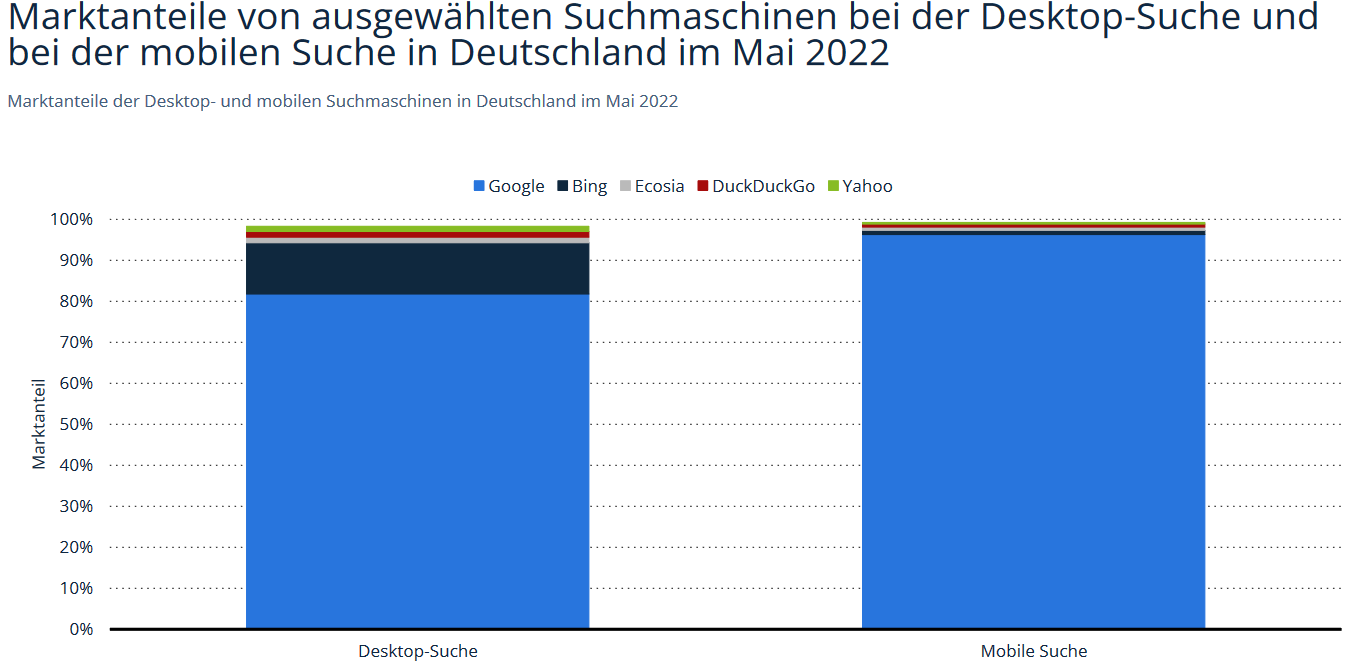 Marktanteile von ausgewählten Suchmaschinen bei der Desktop-Suche und
bei der mobilen Suche in Deutschland im Mai 2022
Marktanteile der Desktop- und mobilen Suchmaschinen in Deutschland im Mai 2022
Google Bing Ecosia DuckDuckGo Yahoo
100%
90%
80%
70%
60%
50%
40%
30%
20%
10%
0%
Marktanteil
Desktop-Suche Mobile Suche